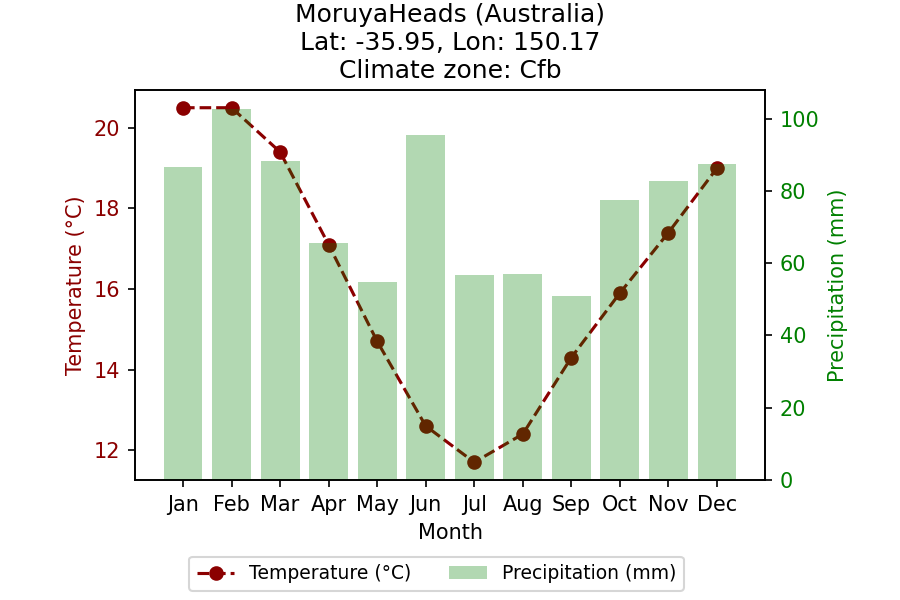 MoruyaHeads (Australia)
Lat: -35.95, Lon: 150.17
Climate zone: Cfb
20
18
16
14
12
Temperature (°C)
100
80
60
40
20
0
Precipitation (mm)
Jan Feb Mar Apr May Jun Jul Aug Sep Oct Nov Dec
Month
Temperature (°C) Precipitation (mm)